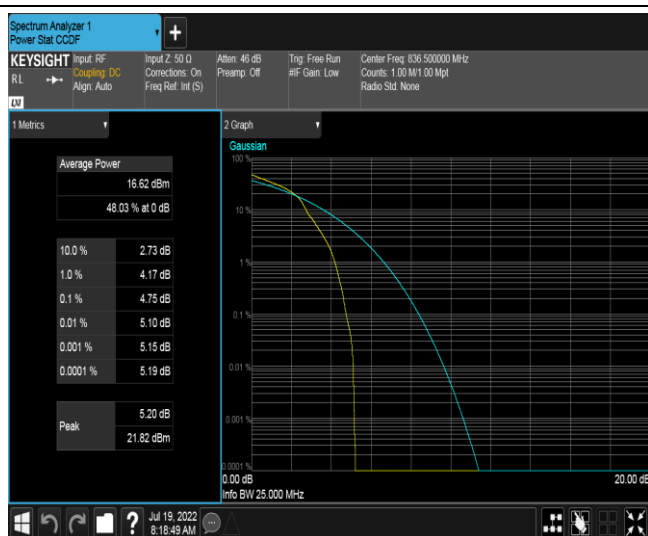 Spectrum Analyzer 1
Power Stat CCDF
+
KEYSIGHT
RL
LXI
Input: RF
Coupling: DC
Align: Auto
Input Z: 50 Ω
Corrections: On
Freq Ref: Int (S)
Atten: 46 dB
Preamp: Off
Trig: Free Run
#IF Gain: Low
Center Freq: 836.500000 MHz
Counts: 1.00 M/1.00 Mpt
Radio Std: None
1 Metrics
Average Power
16.62 dBm
48.03 % at 0 dB
10.0 % 2.73 dB
1.0 % 4.17 dB
0.1 % 4.75 dB
0.01 % 5.10 dB
0.001 % 5.15 dB
0.0001 % 5.19 dB
Peak
5.20 dB
21.82 dBm
2 Graph
Gaussian
100 %
10 %
1 %
0.1 %
0.01 %
0.001 %
0.0001 %
0.00 dB
20.00 dB
Info BW 25.000 MHz
?
Jul 19, 2022
8:18:49 AM